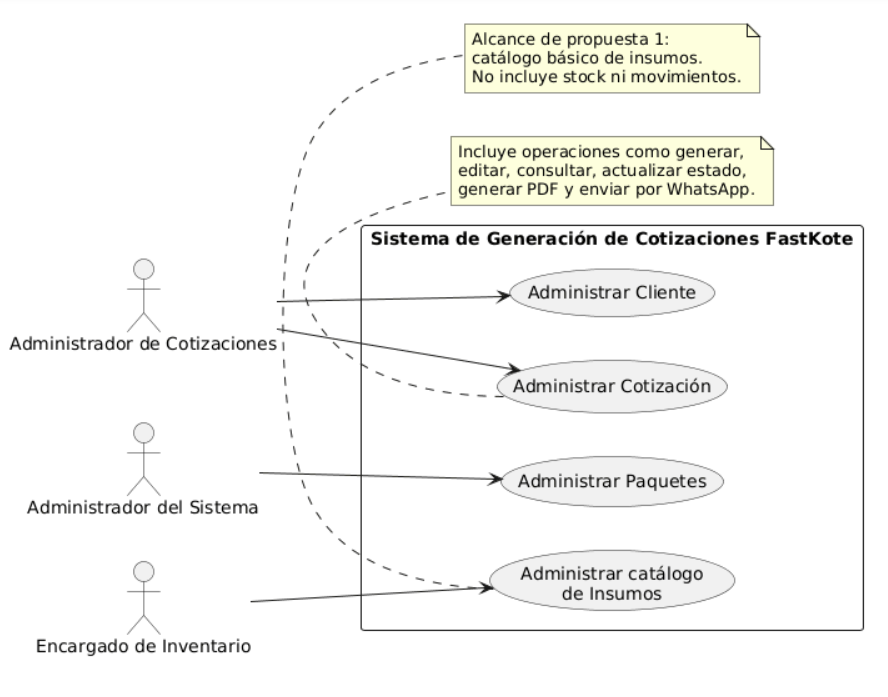 Alcance de propuesta 1:
catálogo básico de insumos.
No incluye stock ni movimientos.
Incluye operaciones como generar,
editar, consultar, actualizar estado,
generar PDF y enviar por WhatsApp.
Sistema de Generación de Cotizaciones FastKote
Administrador de Cotizaciones
Administrar Cliente
Administrar Cotización
Administrador del Sistema
Administrar Paquetes
Encargado de Inventario
Administrar catálogo
de Insumos